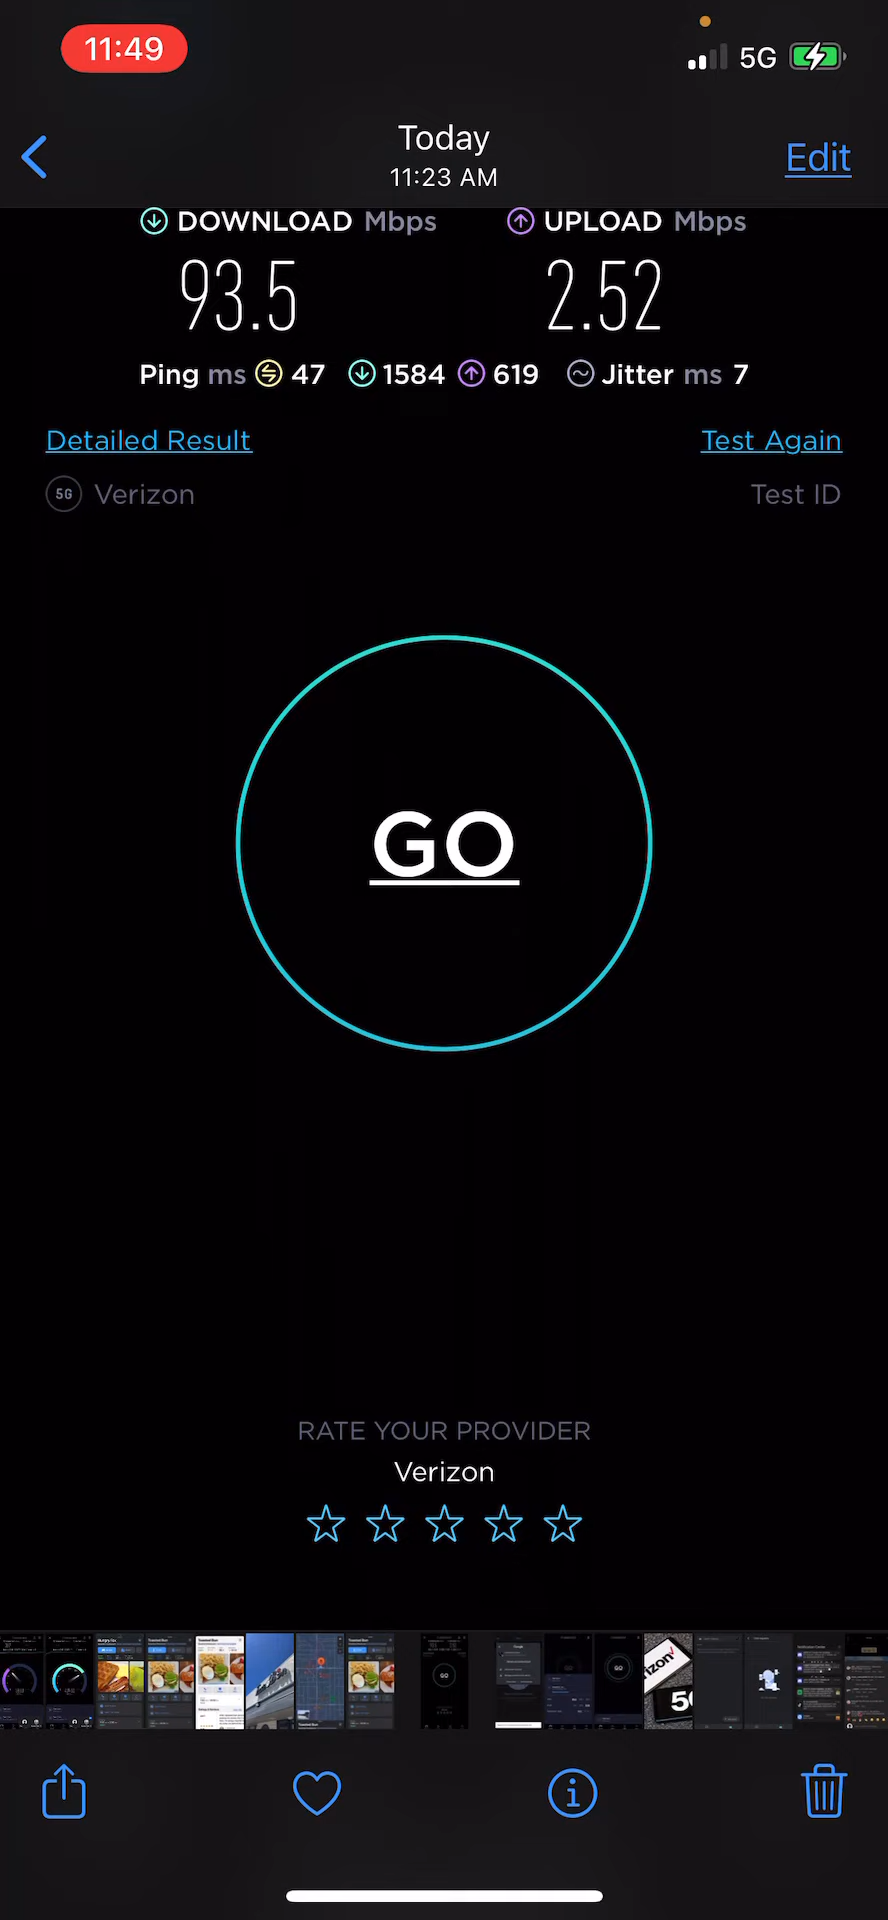 11:49
5G
Today
Edit
11:23 AM
DOWNLOAD Mbps
UPLOAD Mbps
93.5
2.52
Ping ms 47 1584 619 Jitter ms 7
Detailed Result
Test Again
5G Verizon
Test ID
GO
RATE YOUR PROVIDER
Verizon